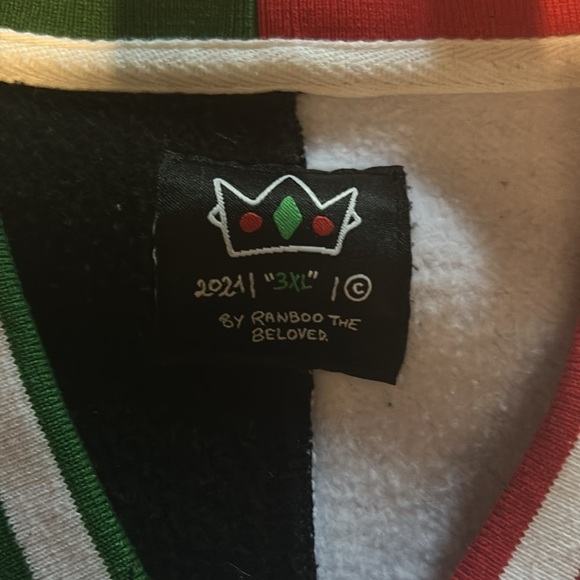 2021 | "3XL" | ©
BY RANBOO THE
BELOVED.